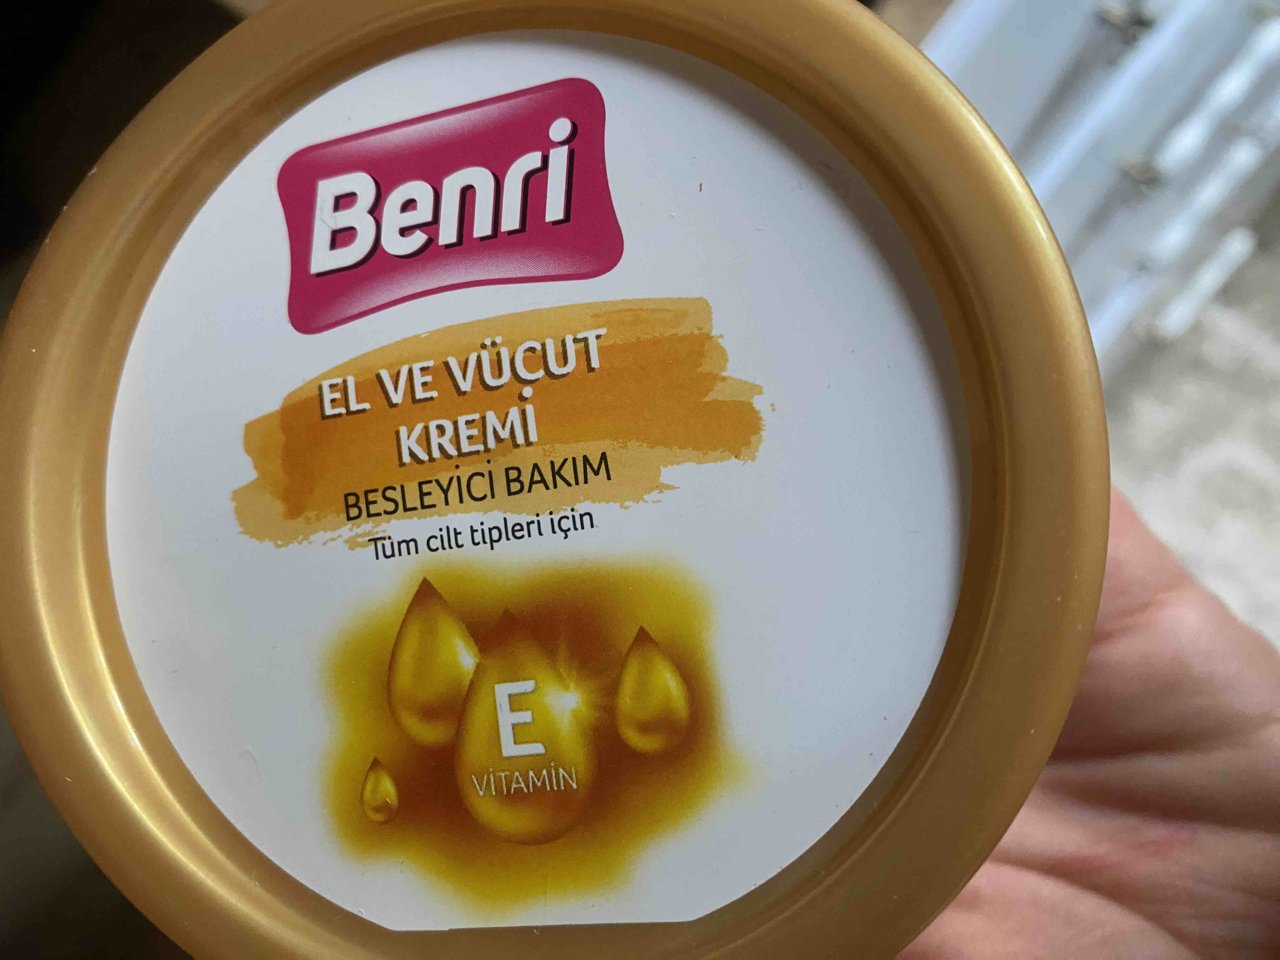 Benri
EL VE VÜCUT
KREMİ
BESLEYİCİ BAKIM
Tüm cilt tipleri için
E
VİTAMİN